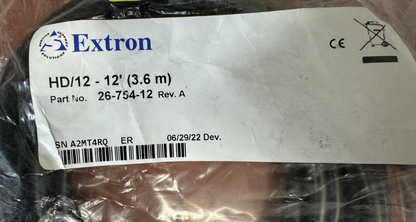 Extron
CE
HD/12 - 12' (3.6 m)
Part No. 26-754-12 Rev. A
SN A2MT4RQ ER 06/29/22 Dev.